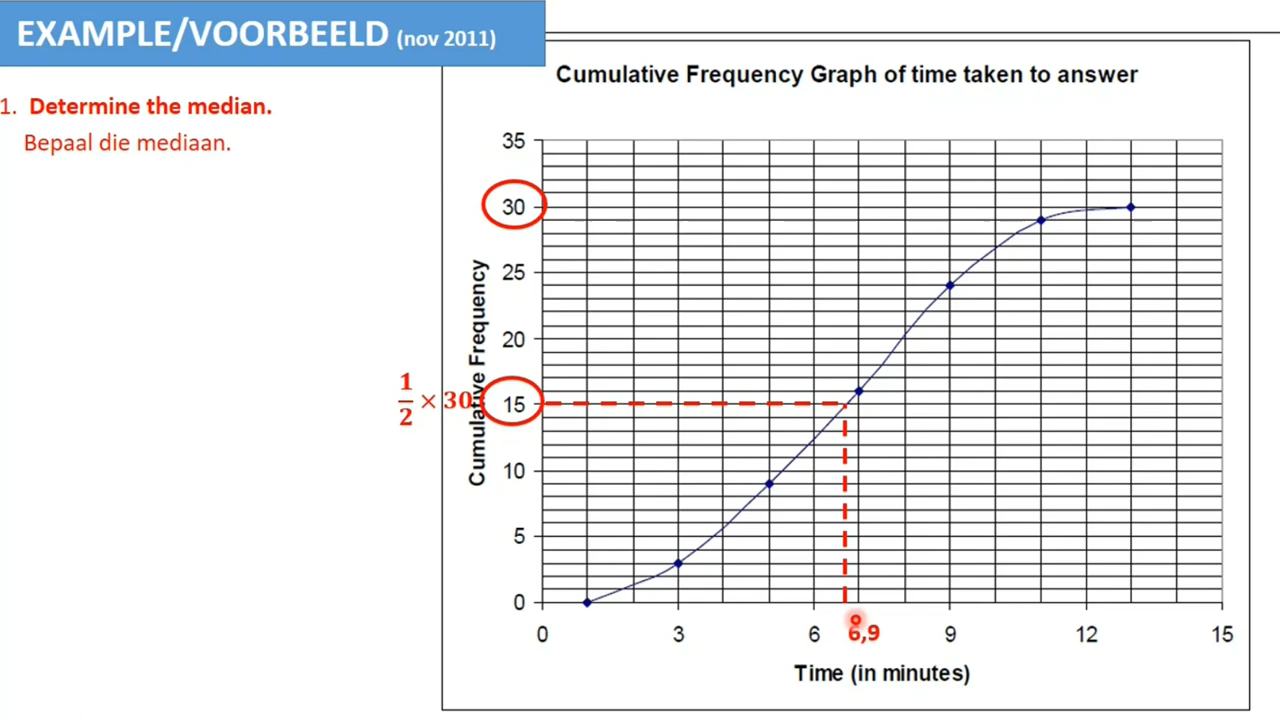 EXAMPLE/VOORBEELD (nov 2011)
1. Determine the median.
Bepaal die mediaan.
Cumulative Frequency Graph of time taken to answer
Cumulative Frequency
35
30
25
20
15
10
5
0
1/2 × 30
0 3 6 9 12 15
6,9
Time (in minutes)